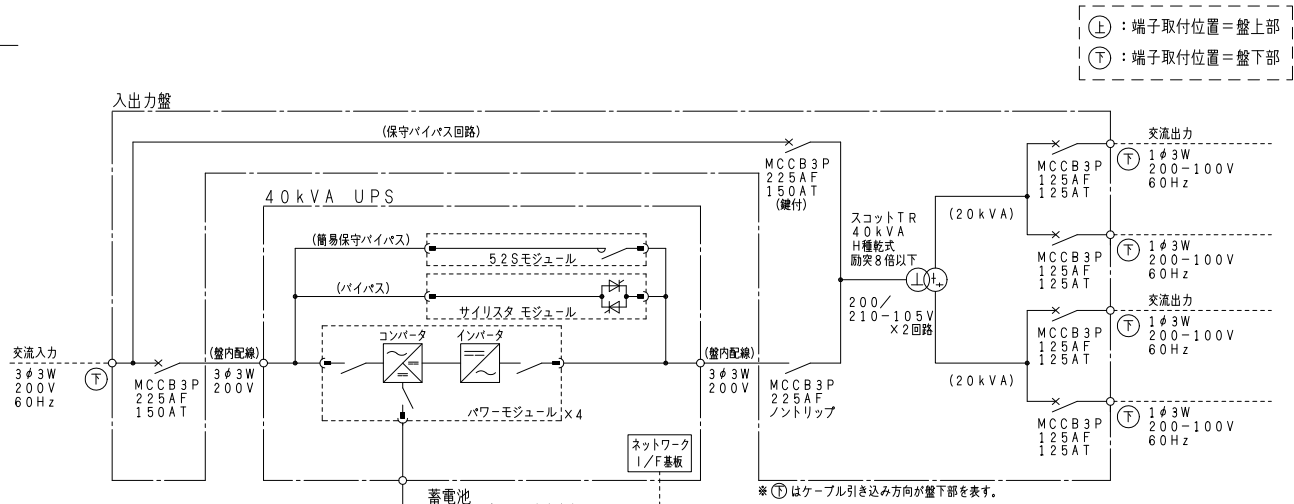 上 :端子取付位置=盤上部
下 :端子取付位置=盤下部
入出力盤
(保守バイパス回路)
MCCB3P
225AF
150AT
(鍵付)
40kVA UPS
(簡易保守バイパス)
52Sモジュール
(バイパス)
サイリスタ モジュール
コンバータ
インバータ
パワーモジュール×4
交流入力
3φ3W
200V
60Hz
下
MCCB3P
225AF
150AT
(盤内配線)
3φ3W
200V
(盤内配線)
3φ3W
200V
MCCB3P
225AF
ノントリップ
スコットTR
40kVA
H種乾式
励突8倍以下
200/
210-105V
×2回路
(20kVA)
(20kVA)
MCCB3P
125AF
125AT
下
交流出力
1φ3W
200-100V
60Hz
MCCB3P
125AF
125AT
下
1φ3W
200-100V
60Hz
MCCB3P
125AF
125AT
下
交流出力
1φ3W
200-100V
60Hz
MCCB3P
125AF
125AT
下
1φ3W
200-100V
60Hz
ネットワーク
I/F基板
蓄電池
※下はケーブル引き込み方向が盤下部を表す。